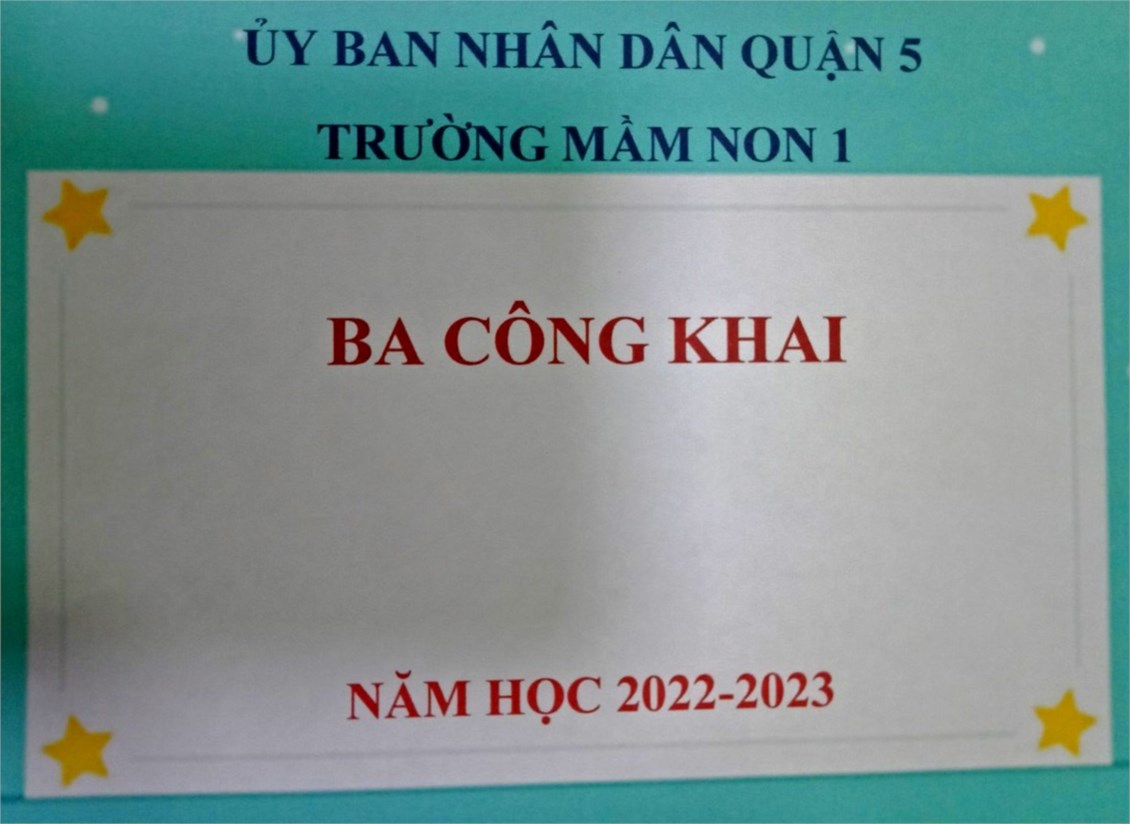 ỦY BAN NHÂN DÂN QUẬN 5
TRƯỜNG MẦM NON 1
BA CÔNG KHAI
NĂM HỌC 2022-2023